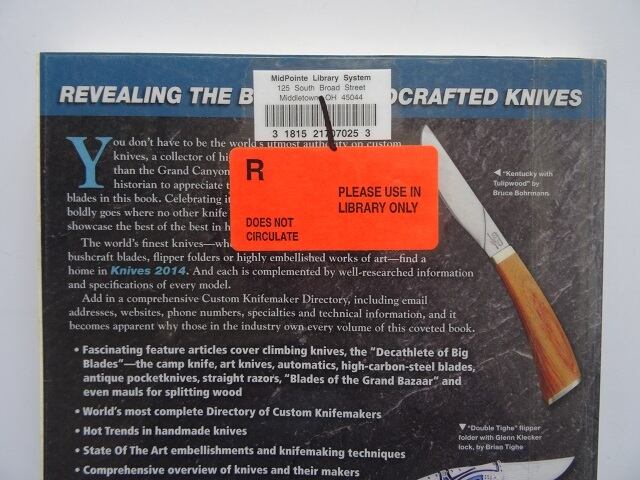 MidPointe Library System
125 South Broad Street
Middletown, OH 45044
3 1815 21707025 3
REVEALING THE B OCRAFTED KNIVES
You don't have to be the world's utmost authority on custom
knives, a collector of hi
than the Grand Canyon
historian to appreciate t
blades in this book. Celebrating i
boldly goes where no other knife
showcase the best of the best in h
R
PLEASE USE IN
LIBRARY ONLY
DOES NOT
CIRCULATE
"Kentucky with
Tulipwood" by
Bruce Bohrmann
The world's finest knives—wh
bushcraft blades, flipper folders or highly embellished works of art—find a
home in Knives 2014. And each is complemented by well-researched information
and specifications of every model.
Add in a comprehensive Custom Knifemaker Directory, including email
addresses, websites, phone numbers, specialties and technical information, and it
becomes apparent why those in the industry own every volume of this coveted book.
• Fascinating feature articles cover climbing knives, the "Decathlete of Big
Blades"—the camp knife, art knives, automatics, high-carbon-steel blades,
antique pocketknives, straight razors, "Blades of the Grand Bazaar" and
even mauls for splitting wood
• World's most complete Directory of Custom Knifemakers
• Hot Trends in handmade knives
• State Of The Art embellishments and knifemaking techniques
• Comprehensive overview of knives and their makers
"Double Tighe" flipper
folder with Glenn Klecker
lock, by Brian Tighe